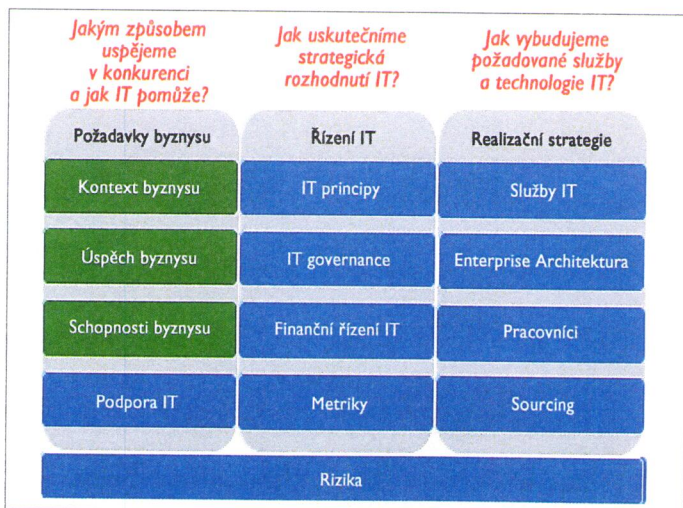 Jakým způsobem
uspějeme
v konkurenci
a jak IT pomůže?
Jak uskutečníme
strategická
rozhodnutí IT?
Jak vybudujeme
požadované služby
a technologie IT?
Požadavky byznysu
Řízení IT
Realizační strategie
Kontext byznysu
IT principy
Služby IT
Úspěch byznysu
IT governance
Enterprise Architektura
Schopnosti byznysu
Finanční řízení IT
Pracovníci
Podpora IT
Metriky
Sourcing
Rizika